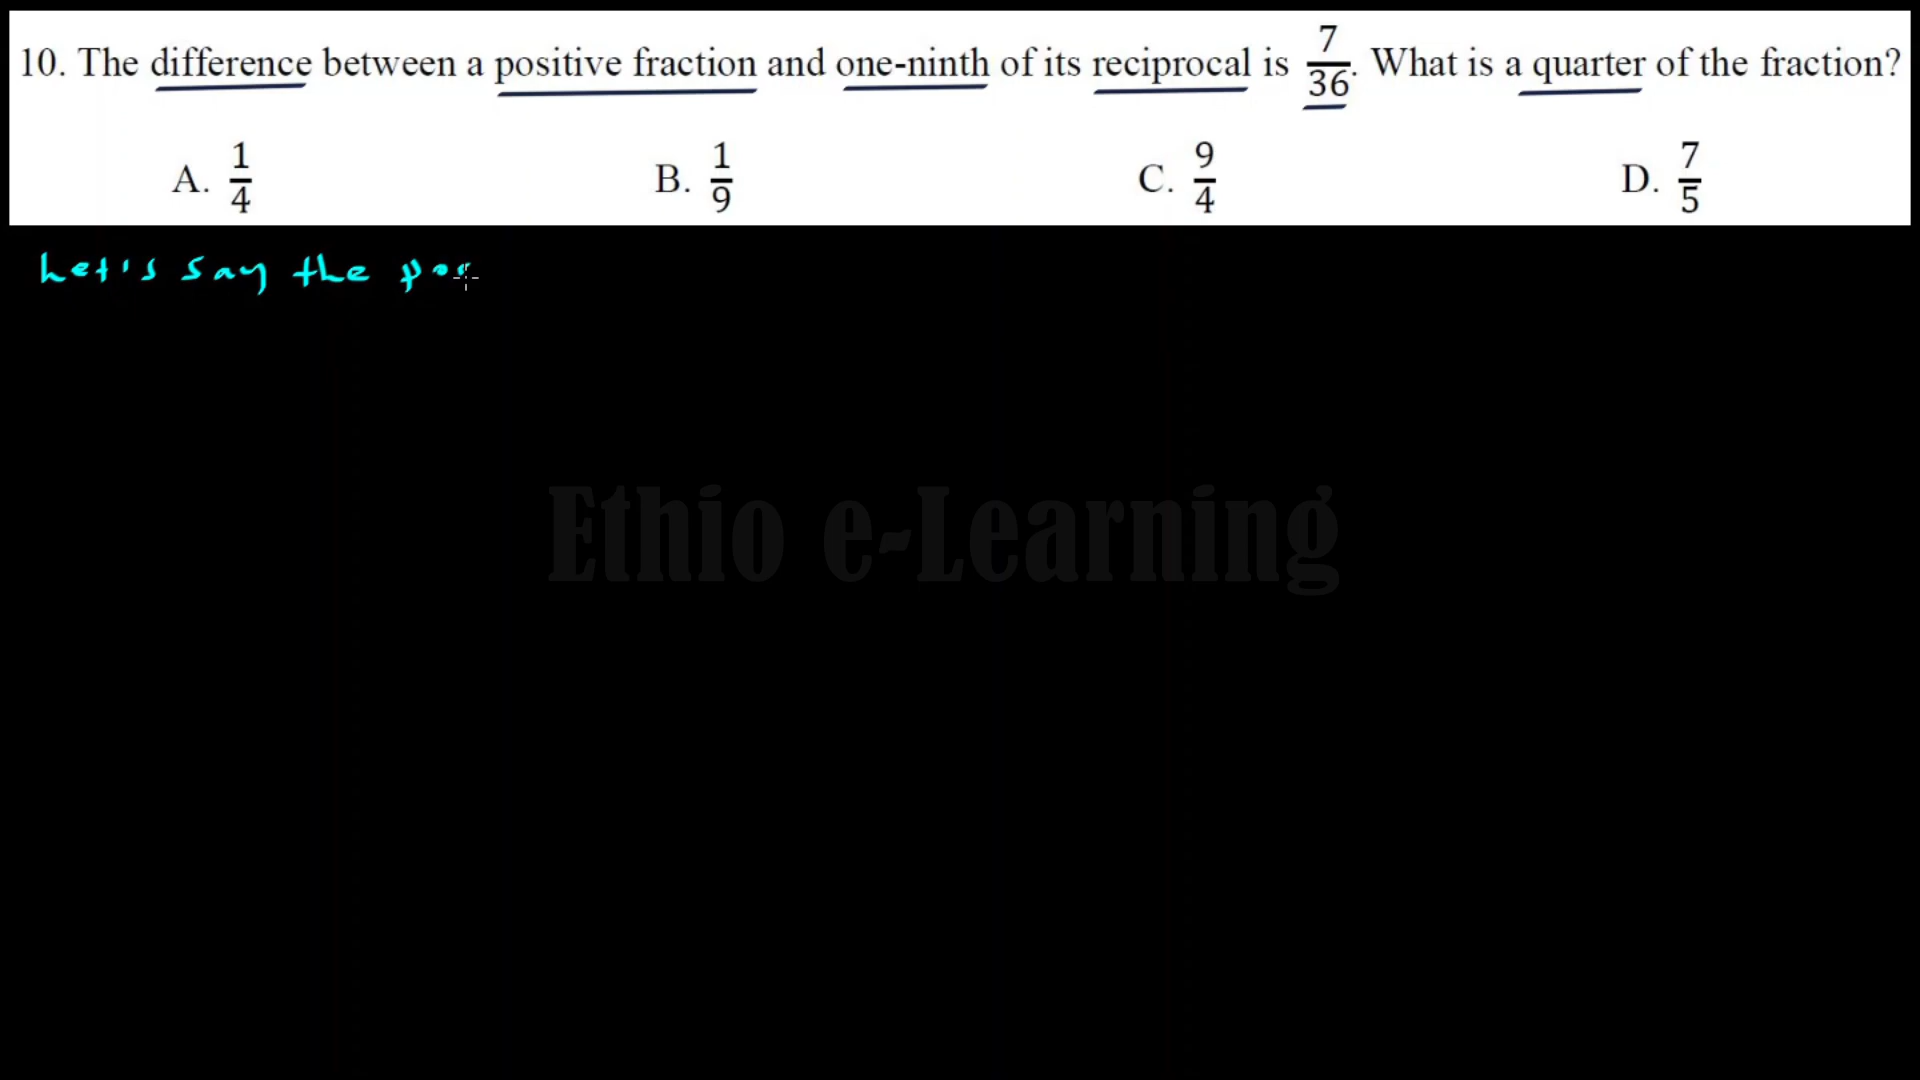 10. The difference between a positive fraction and one-ninth of its reciprocal is 7/36. What is a quarter of the fraction?
A. 1/4 B. 1/9 C. 9/4 D. 7/5
Let's say the pos
Ethio e-Learning